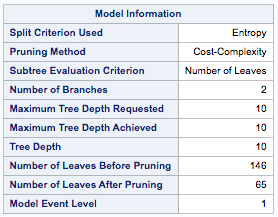 Model Information
Split Criterion Used Entropy
Pruning Method Cost-Complexity
Subtree Evaluation Criterion Number of Leaves
Number of Branches 2
Maximum Tree Depth Requested 10
Maximum Tree Depth Achieved 10
Tree Depth 10
Number of Leaves Before Pruning 146
Number of Leaves After Pruning 65
Model Event Level 1